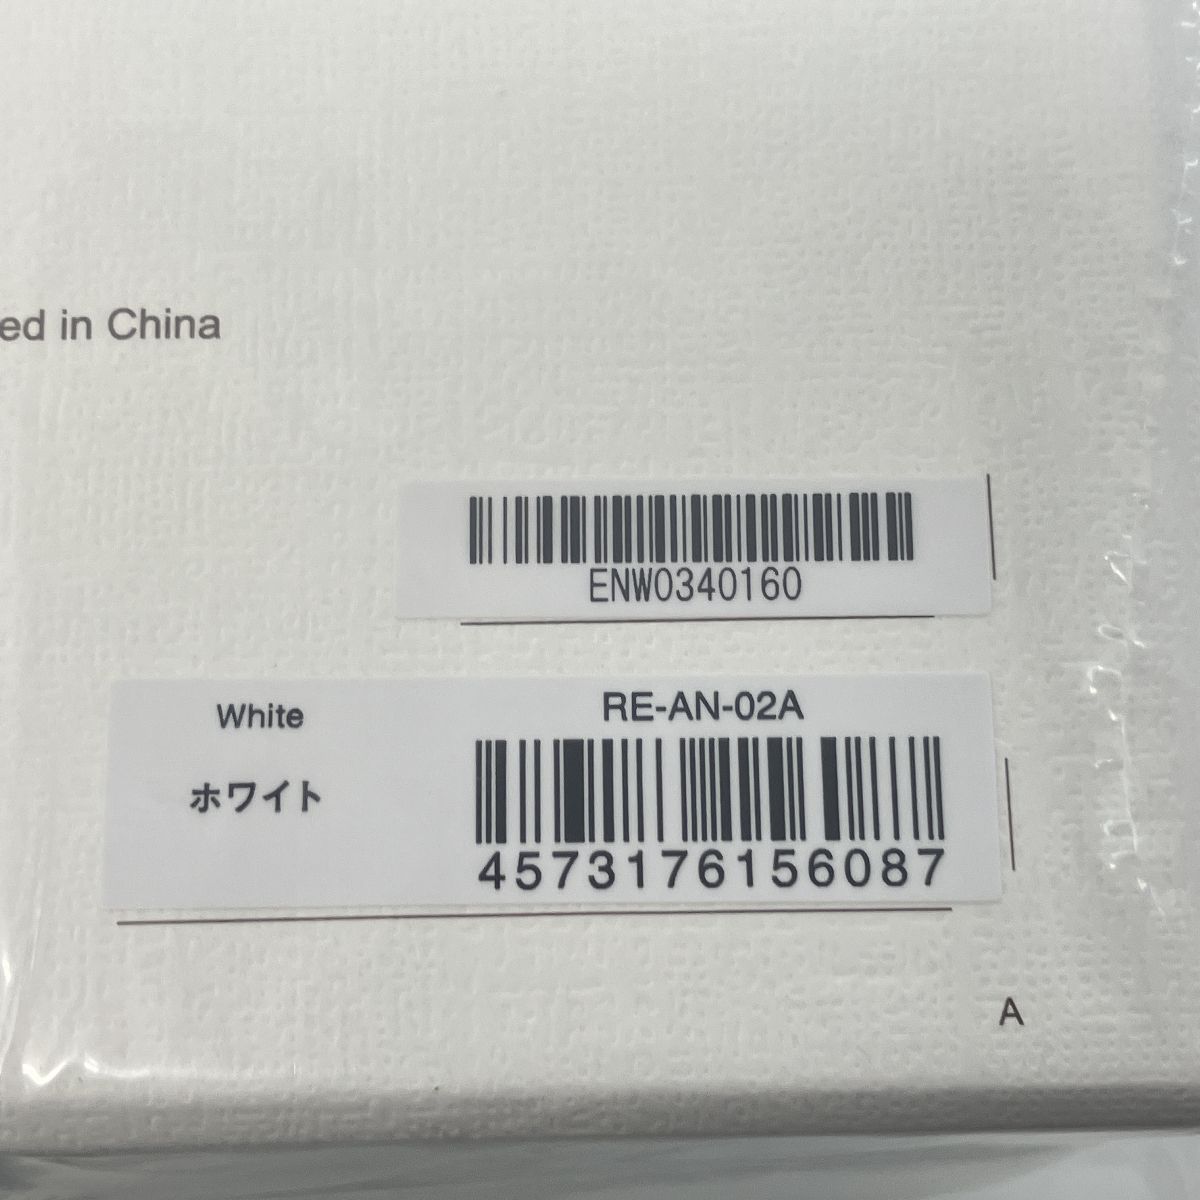 ed in China
ENW0340160
White
RE-AN-02A
ホワイト
4573176156087
A